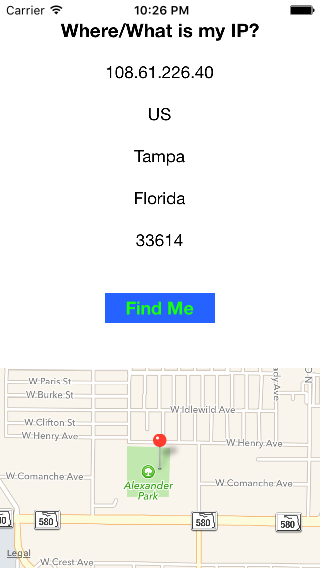 Carrier 10:26 PM
Where/What is my IP?
108.61.226.40
US
Tampa
Florida
33614
Find Me
W Paris St
W Burke St
W Idlewild Ave
W Clifton St
W Henry Ave
W Henry Ave
W Comanche Ave
Alexander
Park
W Comanche Ave
580
580
580
Legal
W Crest Ave